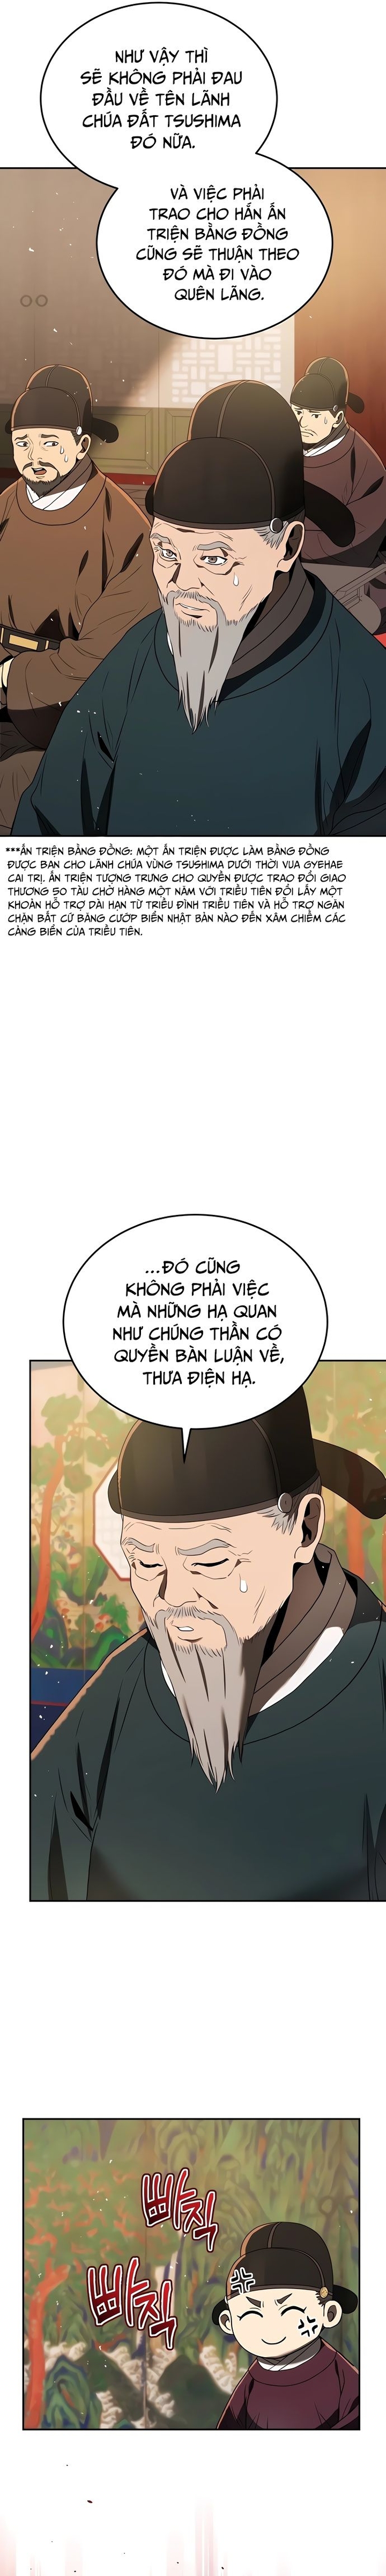 NHƯ VẬY THÌ
SẼ KHÔNG PHẢI ĐAU
ĐẦU VỀ TÊN LÃNH
CHÚA ĐẤT TSUSHIMA
ĐÓ NỮA.
VÀ VIỆC PHẢI
TRAO CHO HẮN ẤN
TRIỆN BẰNG ĐỒNG
CŨNG SẼ THUẬN THEO
ĐÓ MÀ ĐI VÀO
QUÊN LÃNG.
***ẤN TRIỆN BẰNG ĐỒNG: MỘT ẤN TRIỆN ĐƯỢC LÀM BẰNG ĐỒNG
ĐƯỢC BAN CHO LÃNH CHÚA VÙNG TSUSHIMA DƯỚI THỜI VUA GYEHAE
CAI TRỊ. ẤN TRIỆN TƯỢNG TRƯNG CHO QUYỀN ĐƯỢC TRAO ĐỔI GIAO
THƯƠNG 50 TÀU CHỞ HÀNG MỘT NĂM VỚI TRIỀU TIÊN ĐỔI LẤY MỘT
KHOẢN HỖ TRỢ DÀI HẠN TỪ TRIỀU ĐÌNH TRIỀU TIÊN VÀ HỖ TRỢ NGĂN
CHẶN BẤT CỨ BĂNG CƯỚP BIỂN NHẬT BẢN NÀO ĐẾN XÂM CHIẾM CÁC
CẢNG BIỂN CỦA TRIỀU TIÊN.
...ĐÓ CŨNG
KHÔNG PHẢI VIỆC
MÀ NHỮNG HẠ QUAN
NHƯ CHÚNG THẦN CÓ
QUYỀN BÀN LUẬN VỀ,
THƯA ĐIỆN HẠ.
빠직
빠직